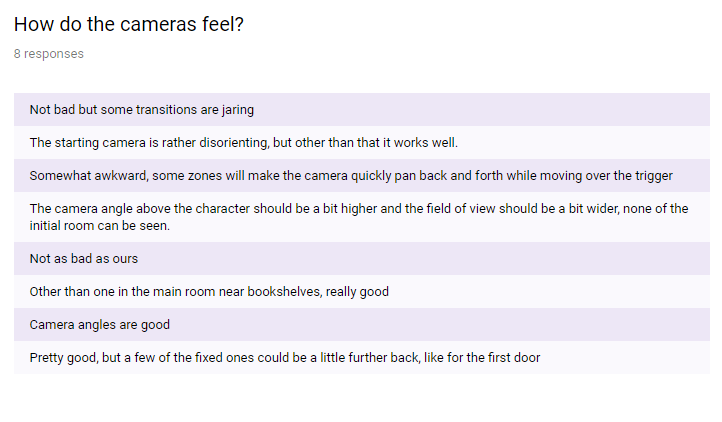 How do the cameras feel?
8 responses
Not bad but some transitions are jaring
The starting camera is rather disorienting, but other than that it works well.
Somewhat awkward, some zones will make the camera quickly pan back and forth while moving over the trigger
The camera angle above the character should be a bit higher and the field of view should be a bit wider, none of the
initial room can be seen.
Not as bad as ours
Other than one in the main room near bookshelves, really good
Camera angles are good
Pretty good, but a few of the fixed ones could be a little further back, like for the first door